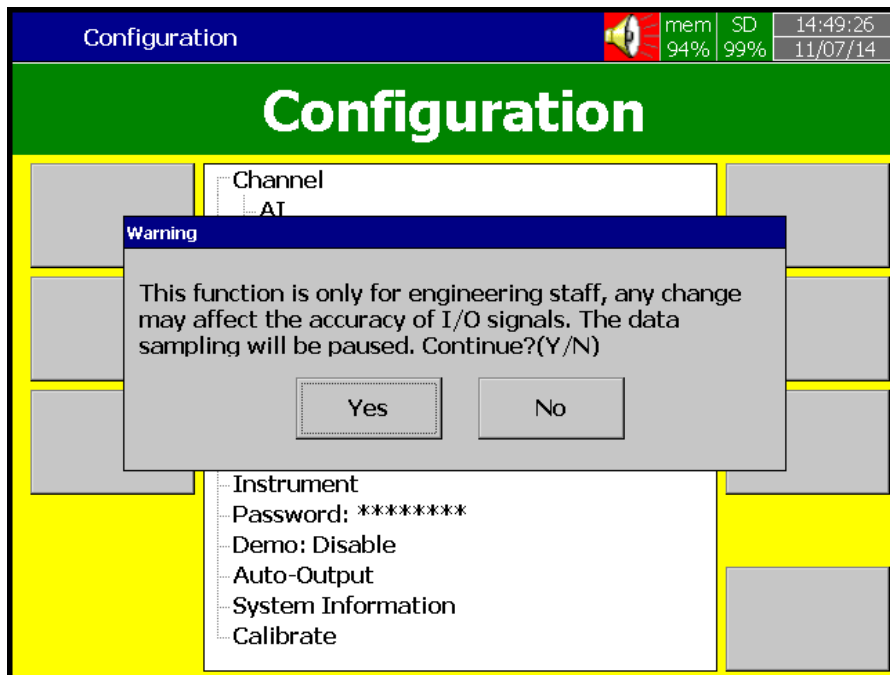 Configuration
mem SD 14:49:26
94% 99% 11/07/14
Configuration
Channel
AI
Warning
This function is only for engineering staff, any change
may affect the accuracy of I/O signals. The data
sampling will be paused. Continue?(Y/N)
Yes No
Instrument
Password: ********
Demo: Disable
Auto-Output
System Information
Calibrate